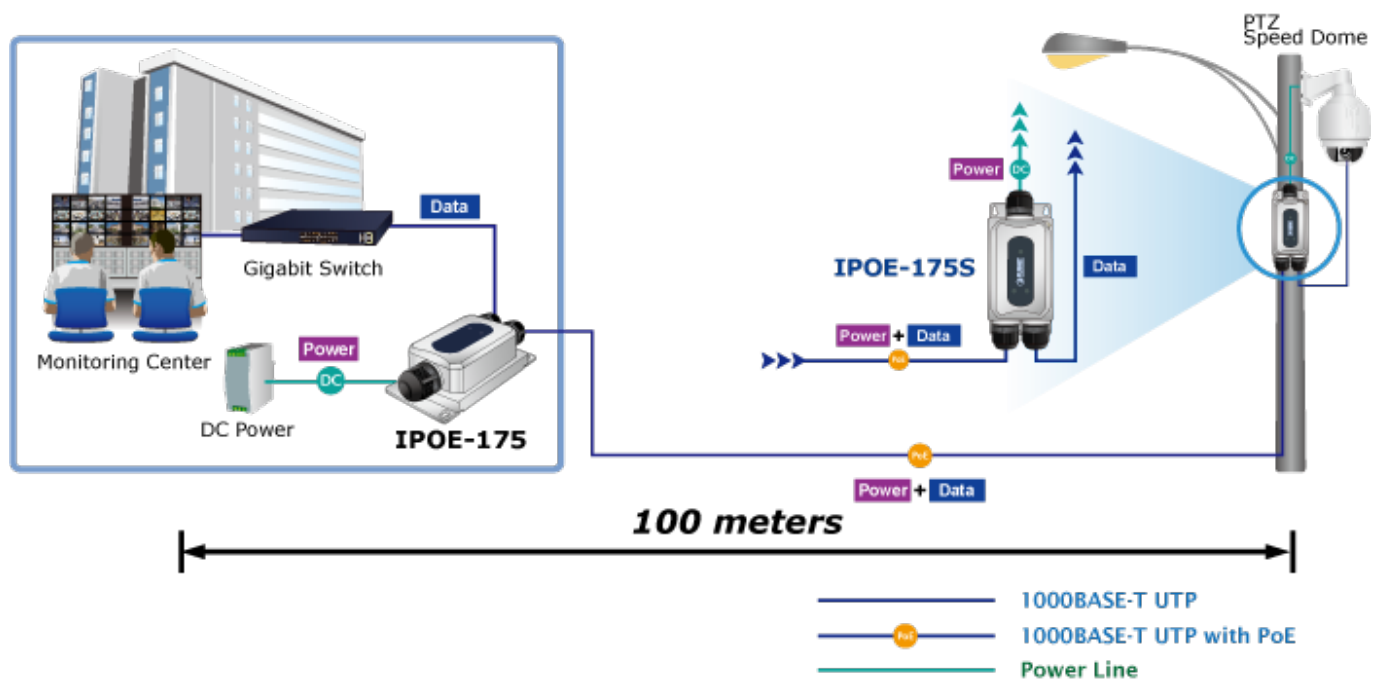 PTZ
Speed Dome
Data
Gigabit Switch
Monitoring Center
Power
DC
DC Power
IPOE-175
Power
DC
IPOE-175S
Data
Power + Data
PoE
PoE
Power + Data
100 meters
1000BASE-T UTP
PoE
1000BASE-T UTP with PoE
Power Line